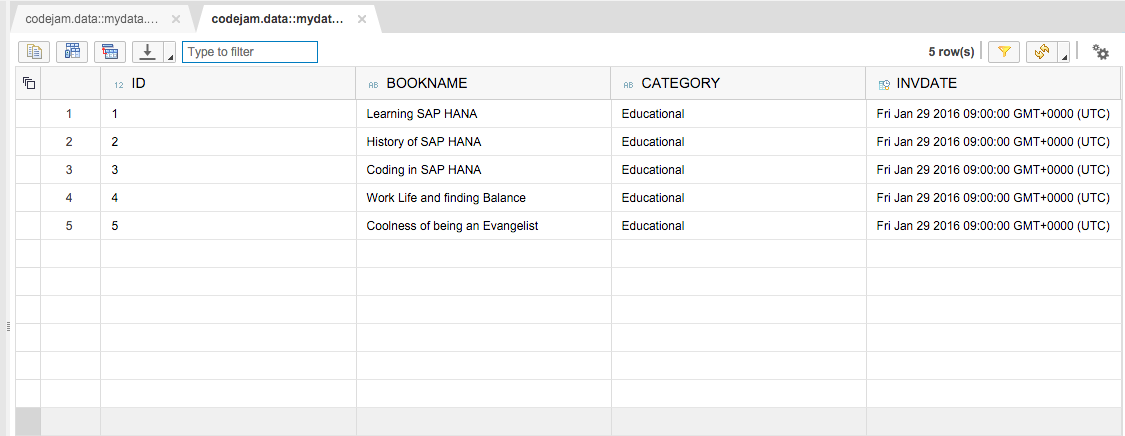 codejam.data::mydata.... × codejam.data::mydat... ×
Type to filter 5 row(s)
12 ID AB BOOKNAME AB CATEGORY INVDATE
1 1 Learning SAP HANA Educational Fri Jan 29 2016 09:00:00 GMT+0000 (UTC)
2 2 History of SAP HANA Educational Fri Jan 29 2016 09:00:00 GMT+0000 (UTC)
3 3 Coding in SAP HANA Educational Fri Jan 29 2016 09:00:00 GMT+0000 (UTC)
4 4 Work Life and finding Balance Educational Fri Jan 29 2016 09:00:00 GMT+0000 (UTC)
5 5 Coolness of being an Evangelist Educational Fri Jan 29 2016 09:00:00 GMT+0000 (UTC)